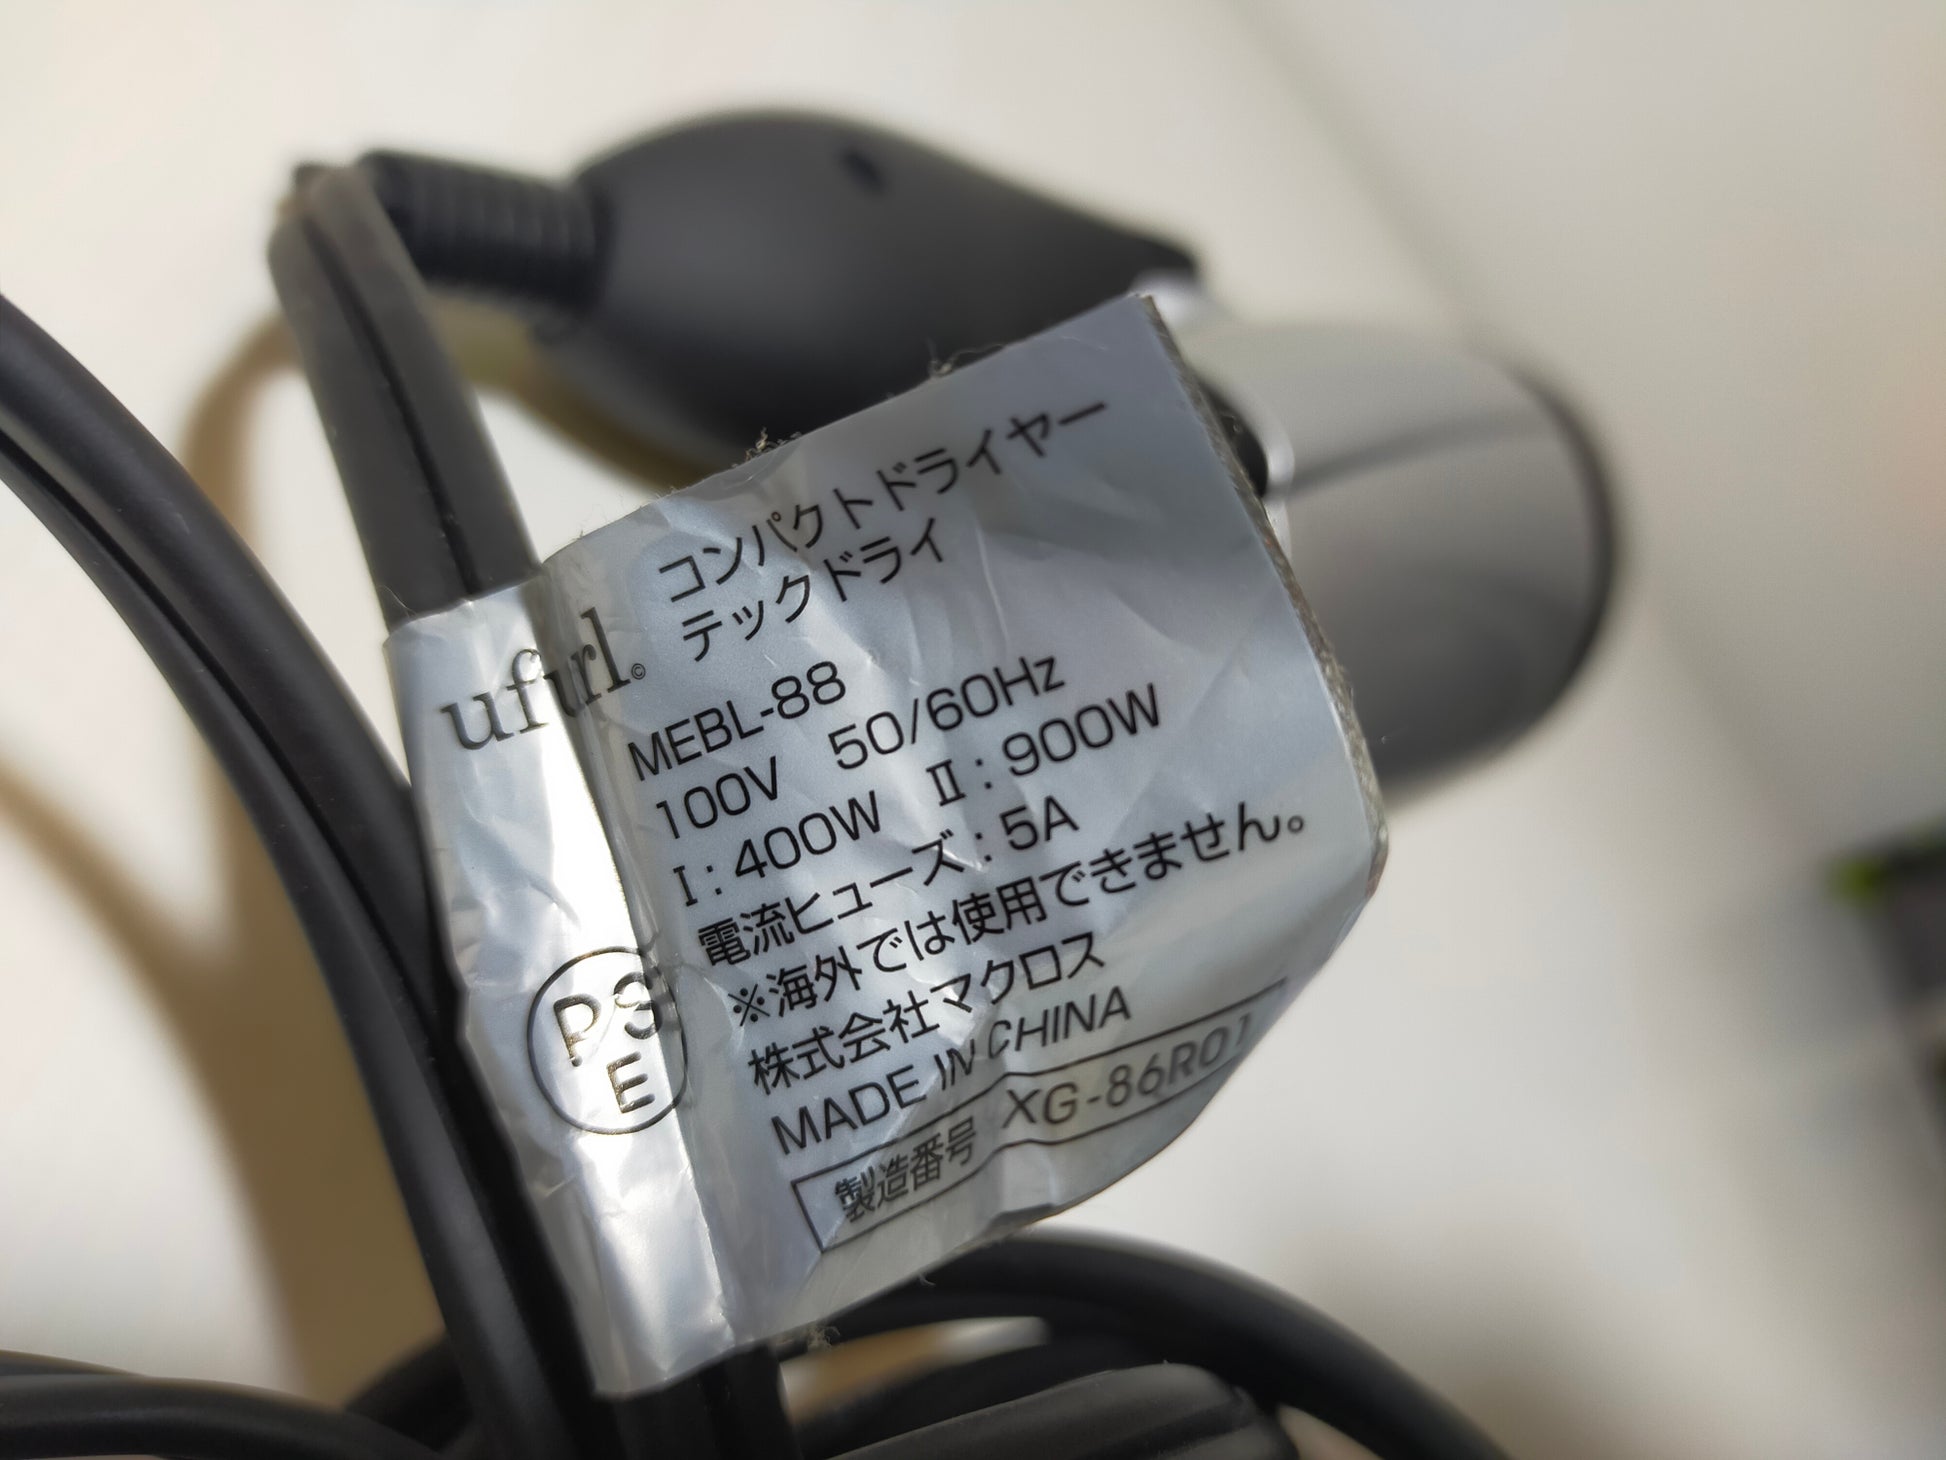 コンパクトドライヤー
テックドライ
ufurl©
MEBL-88
100V 50/60Hz
I:400W II:900W
電流ヒューズ:5A
※海外では使用できません。
株式会社マクロス
MADE IN CHINA
PSE
製造番号 XG-86R01